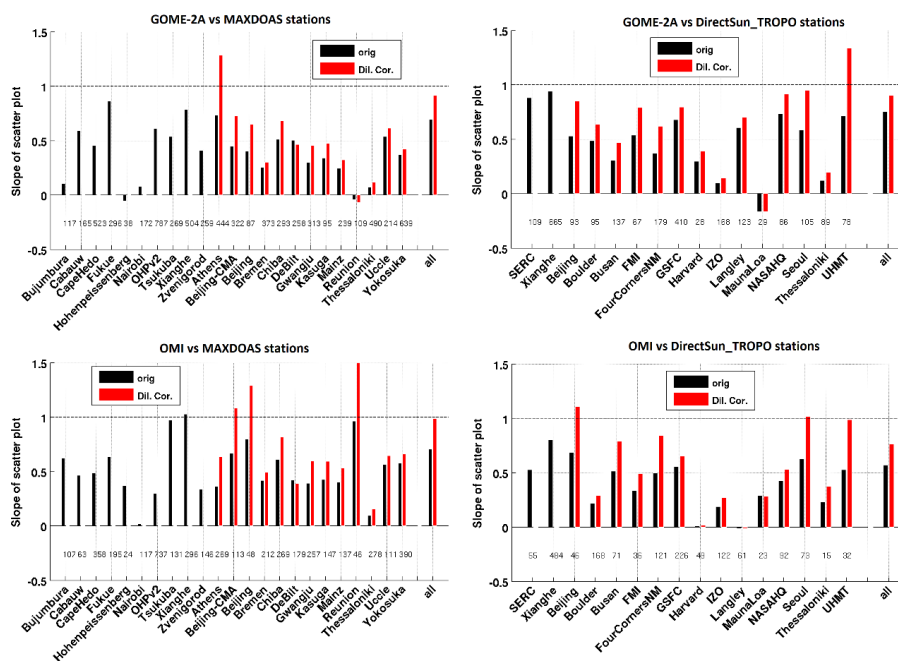 GOME-2A vs MAXDOAS stations
1.5
1
0.5
0
-0.5
Slope of scatter plot
orig
Dil. Cor.
117 165 523 296 38 172 787 269 504 259 444 322 87 373 293 258 313 95 239 109 490 214 639
Bujumbura
Cabauw
CapeHedo
Fukue
Hohenpeissenberg
Nairobi
OHPv2
Tsukuba
Xianghe
Zvenigorod
Athens
Beijing-CMA
Beijing-Beijing
Bremen
Chiba
DeBilt
Gwangju
Kasuga
Mainz
Reunion
Thessaloniki
Uccle
Yokosuka
all
GOME-2A vs DirectSun_TROPO stations
1.5
1
0.5
0
-0.5
Slope of scatter plot
orig
Dil. Cor.
109 865 93 95 137 67 179 410 28 168 123 29 86 105 89 78
SERC
Xianghe
Beijing
Boulder
Busan
FMI
FourCornersNM
GSFC
Harvard
IZO
Langley
MaunaLoa
NASAHQ
Seoul
Thessaloniki
UHMT
all
OMI vs MAXDOAS stations
1.5
1
0.5
0
-0.5
Slope of scatter plot
orig
Dil. Cor.
107 63 358 195 24 117 737 131 296 146 269 113 48 212 269 179 257 147 137 46 278 111 390
Bujumbura
Cabauw
CapeHedo
Fukue
Hohenpeissenberg
Nairobi
OHPv2
Tsukuba
Xianghe
Zvenigorod
Athens
Beijing-CMA
Beijing
Bremen
Chiba
DeBilt
Gwangju
Kasuga
Mainz
Reunion
Thessaloniki
Uccle
Yokosuka
all
OMI vs DirectSun_TROPO stations
1.5
1
0.5
0
-0.5
Slope of scatter plot
orig
Dil. Cor.
484 46 168 71 121 226 122 61 23 92 73 15 32
SERC
Xianghe
Beijing
Boulder
Busan
FMI
FourCornersNM
GSFC
Harvard
IZO
Langley
MaunaLoa
NASAHQ
Seoul
Thessaloniki
UHMT
all